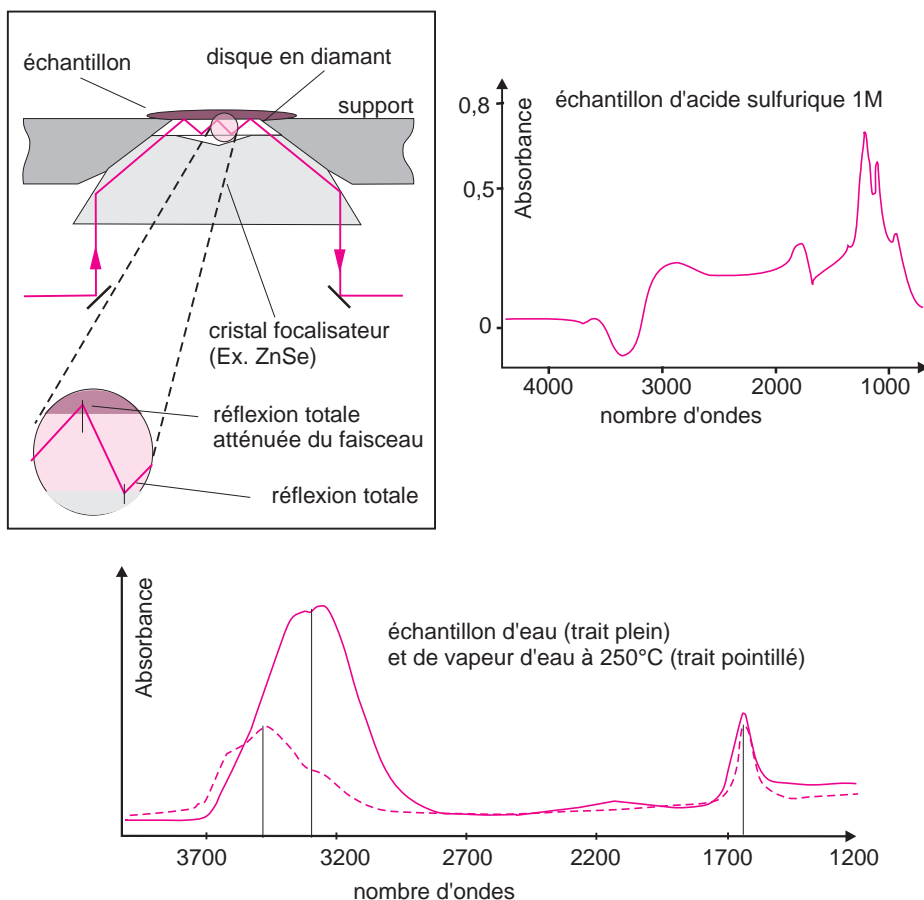 échantillon
disque en diamant
support
cristal focalisateur
(Ex. ZnSe)
réflexion totale
atténuée du faisceau
réflexion totale
échantillon d'acide sulfurique 1M
Absorbance
0,8
0,5
0
4000 3000 2000 1000
nombre d'ondes
échantillon d'eau (trait plein)
et de vapeur d'eau à 250°C (trait pointillé)
Absorbance
3700 3200 2700 2200 1700 1200
nombre d'ondes